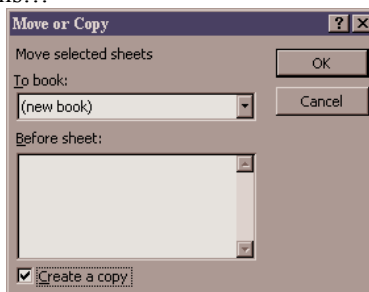 Move or Copy
Move selected sheets
To book:
(new book)
Before sheet:
Create a copy
OK
Cancel